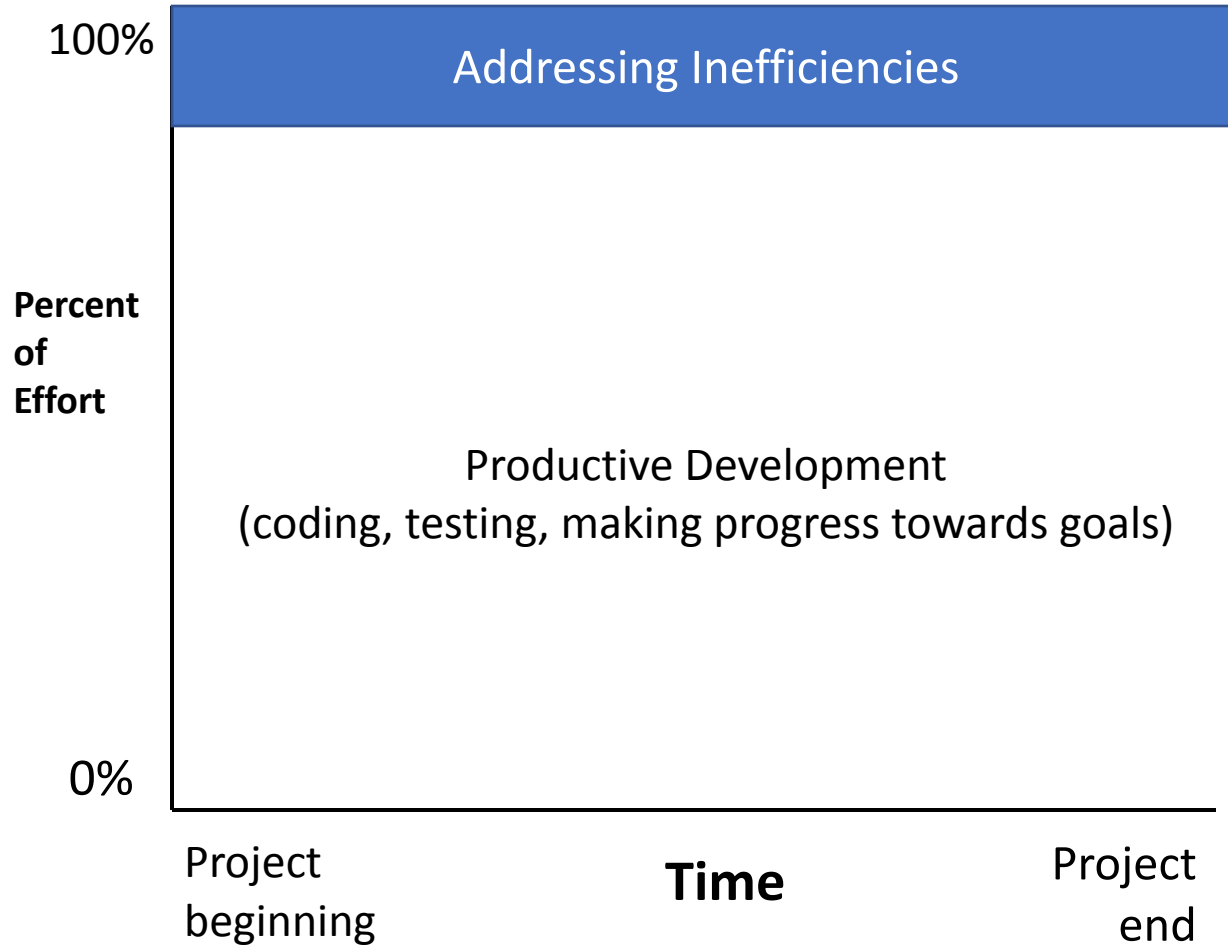 100%
Addressing Inefficiencies
Percent
of
Effort
Productive Development
(coding, testing, making progress towards goals)
0%
Project
beginning
Time
Project
end